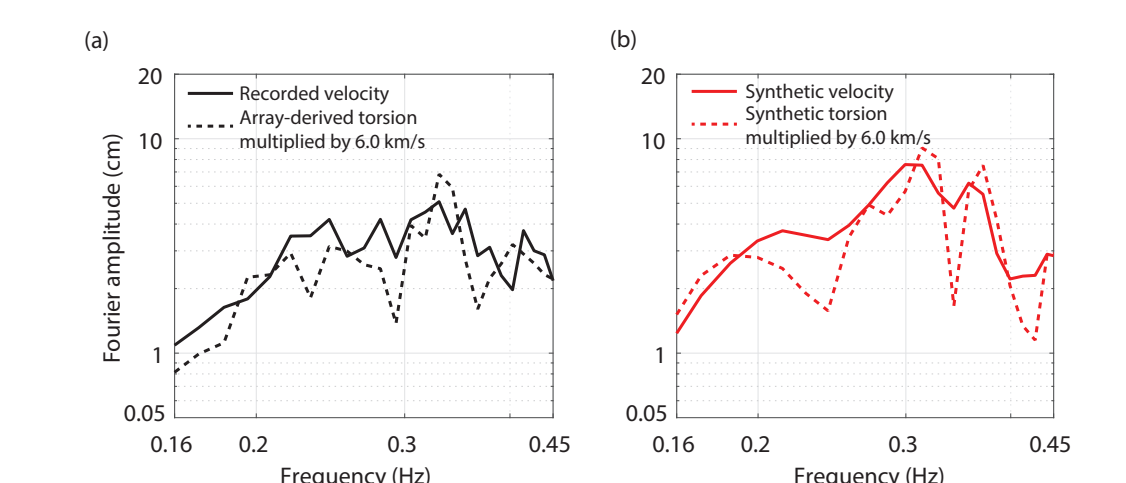 (a)
20
10
1
0.05
Fourier amplitude (cm)
Recorded velocity
Array-derived torsion
multiplied by 6.0 km/s
0.16
0.2
0.3
0.45
Frequency (Hz)
(b)
20
10
1
0.05
Synthetic velocity
Synthetic torsion
multiplied by 6.0 km/s
0.16
0.2
0.3
0.45
Frequency (Hz)